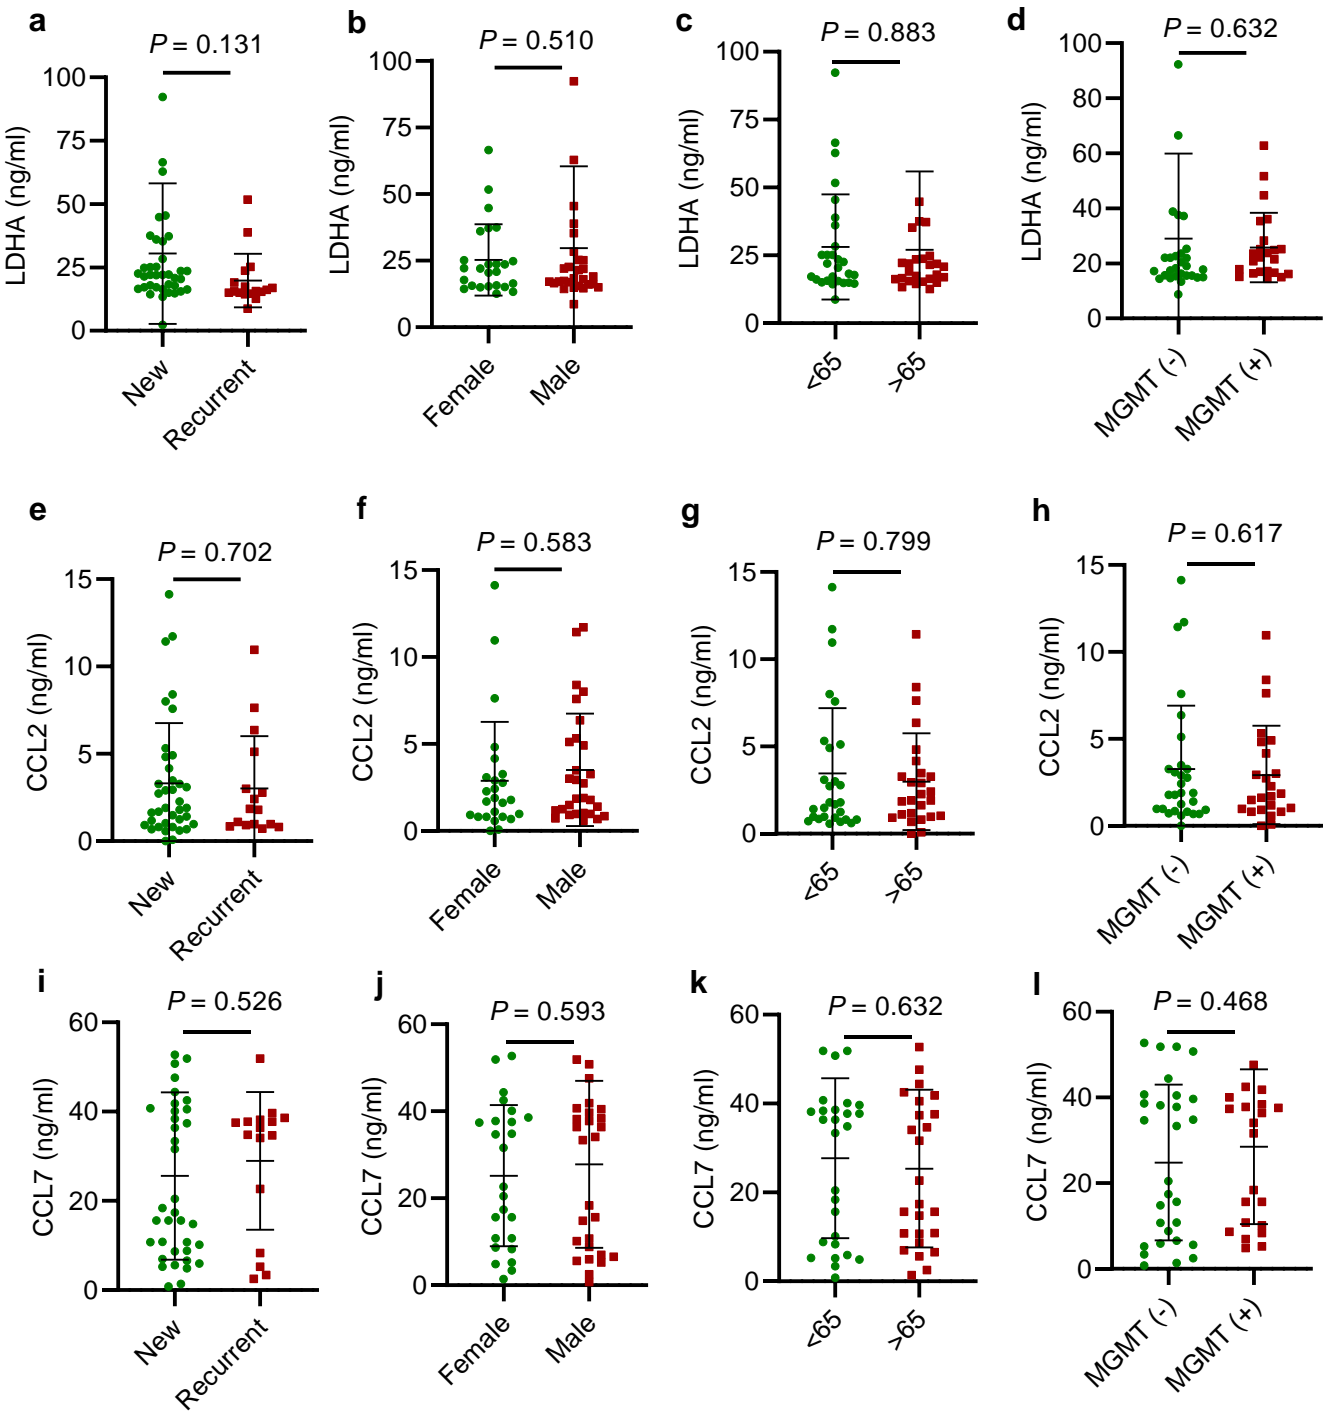 a
P = 0.131
LDHA (ng/ml)
100
75
50
25
0
New
Recurrent
b
P = 0.510
LDHA (ng/ml)
100
75
50
25
0
Female
Male
c
P = 0.883
LDHA (ng/ml)
100
75
50
25
0
<65
>65
d
P = 0.632
LDHA (ng/ml)
100
80
60
40
20
0
MGMT (-)
MGMT (+)
e
P = 0.702
CCL2 (ng/ml)
15
10
5
0
New
Recurrent
f
P = 0.583
CCL2 (ng/ml)
15
10
5
0
Female
Male
g
P = 0.799
CCL2 (ng/ml)
15
10
5
0
<65
>65
h
P = 0.617
CCL2 (ng/ml)
15
10
5
0
MGMT (-)
MGMT (+)
i
P = 0.526
CCL7 (ng/ml)
60
40
20
0
New
Recurrent
j
P = 0.593
CCL7 (ng/ml)
60
40
20
0
Female
Male
k
P = 0.632
CCL7 (ng/ml)
60
40
20
0
<65
>65
l
P = 0.468
CCL7 (ng/ml)
60
40
20
0
MGMT (-)
MGMT (+)